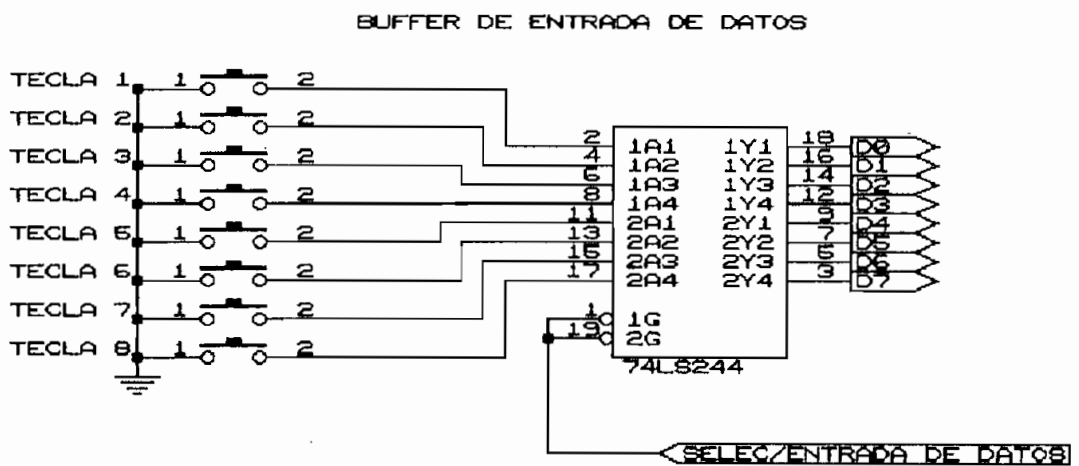 BUFFER DE ENTRADA DE DATOS
TECLA 1 1 2
TECLA 2 1 2
TECLA 3 1 2
TECLA 4 1 2
TECLA 5 1 2
TECLA 6 1 2
TECLA 7 1 2
TECLA 8 1 2
2 1A1 1Y1 18 D0
4 1A2 1Y2 16 D1
6 1A3 1Y3 14 D2
8 1A4 1Y4 12 D3
11 2A1 2Y1 9 D4
13 2A2 2Y2 7 D5
15 2A3 2Y3 5 D6
17 2A4 2Y4 3 D7
1 1G
19 2G
74LS244
SELEC/ENTRADA DE DATOS